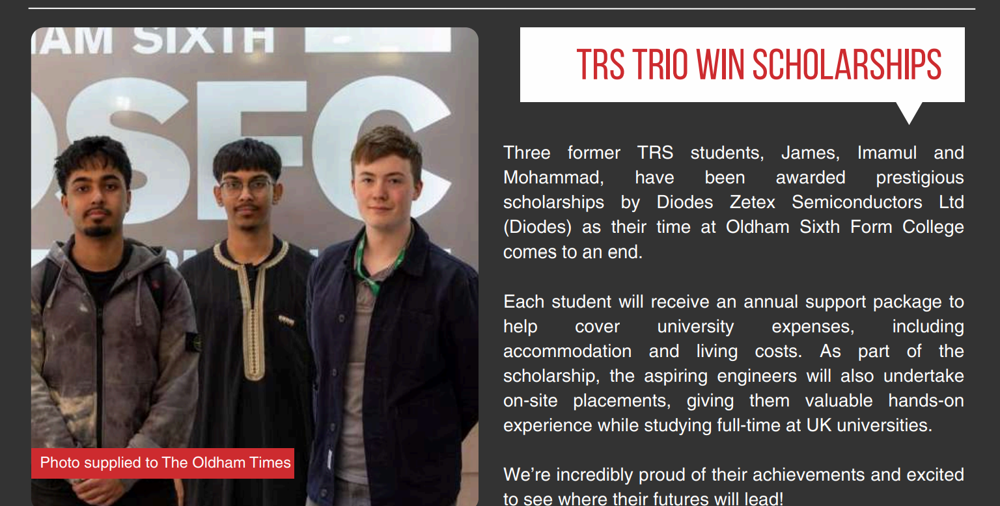 HAM SIXTH
OSFC
Photo supplied to The Oldham Times
TRS TRIO WIN SCHOLARSHIPS
Three former TRS students, James, Imamul and
Mohammad, have been awarded prestigious
scholarships by Diodes Zetex Semiconductors Ltd
(Diodes) as their time at Oldham Sixth Form College
comes to an end.
Each student will receive an annual support package to
help cover university expenses, including
accommodation and living costs. As part of the
scholarship, the aspiring engineers will also undertake
on-site placements, giving them valuable hands-on
experience while studying full-time at UK universities.
We’re incredibly proud of their achievements and excited
to see where their futures will lead!